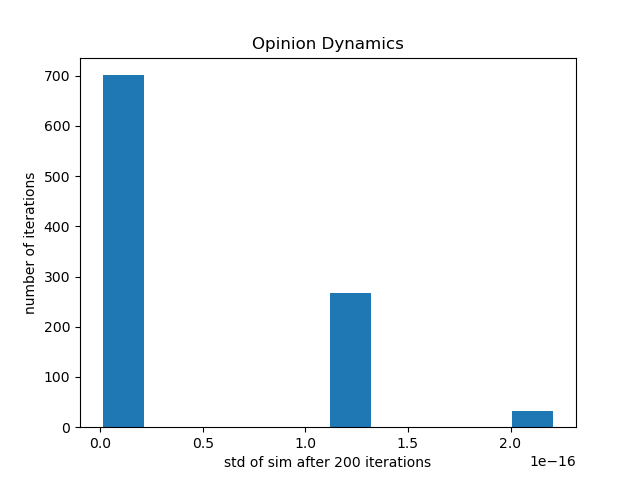 Opinion Dynamics
number of iterations
700
600
500
400
300
200
100
0
0.0 0.5 1.0 1.5 2.0
1e−16
std of sim after 200 iterations